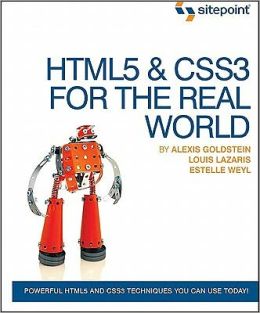 sitepoint
HTML5 & CSS3
FOR THE REAL
WORLD
BY ALEXIS GOLDSTEIN
LOUIS LAZARIS
ESTELLE WEYL
POWERFUL HTML5 AND CSS3 TECHNIQUES YOU CAN USE TODAY!